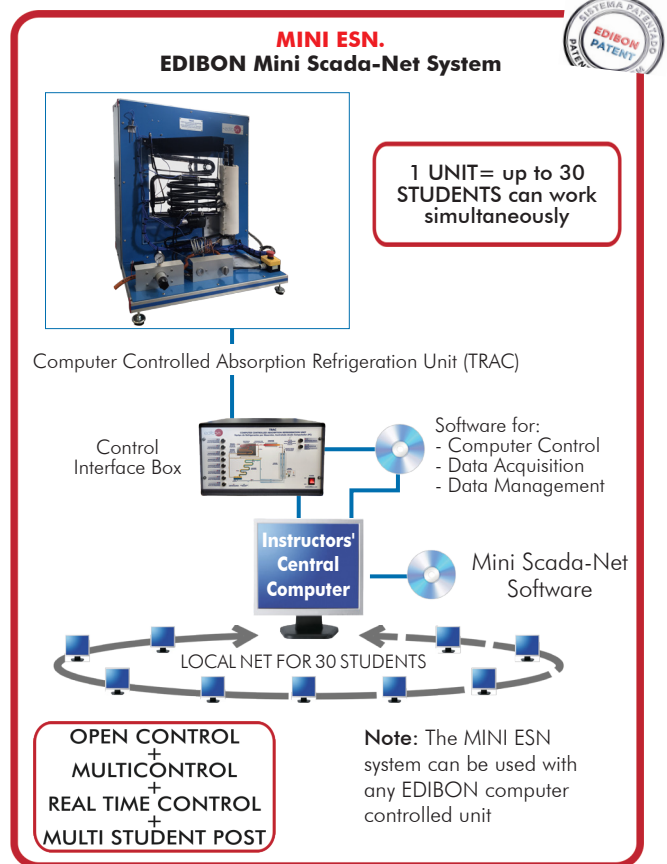 SISTEMA PATENTADO
EDIBON
PATENT
MINI ESN.
EDIBON Mini Scada-Net System
1 UNIT= up to 30
STUDENTS can work
simultaneously
Computer Controlled Absorption Refrigeration Unit (TRAC)
Control
Interface Box
Software for:
- Computer Control
- Data Acquisition
- Data Management
Instructors'
Central
Computer
Mini Scada-Net
Software
LOCAL NET FOR 30 STUDENTS
OPEN CONTROL
+
MULTICONTROL
+
REAL TIME CONTROL
+
MULTI STUDENT POST
Note: The MINI ESN
system can be used with
any EDIBON computer
controlled unit